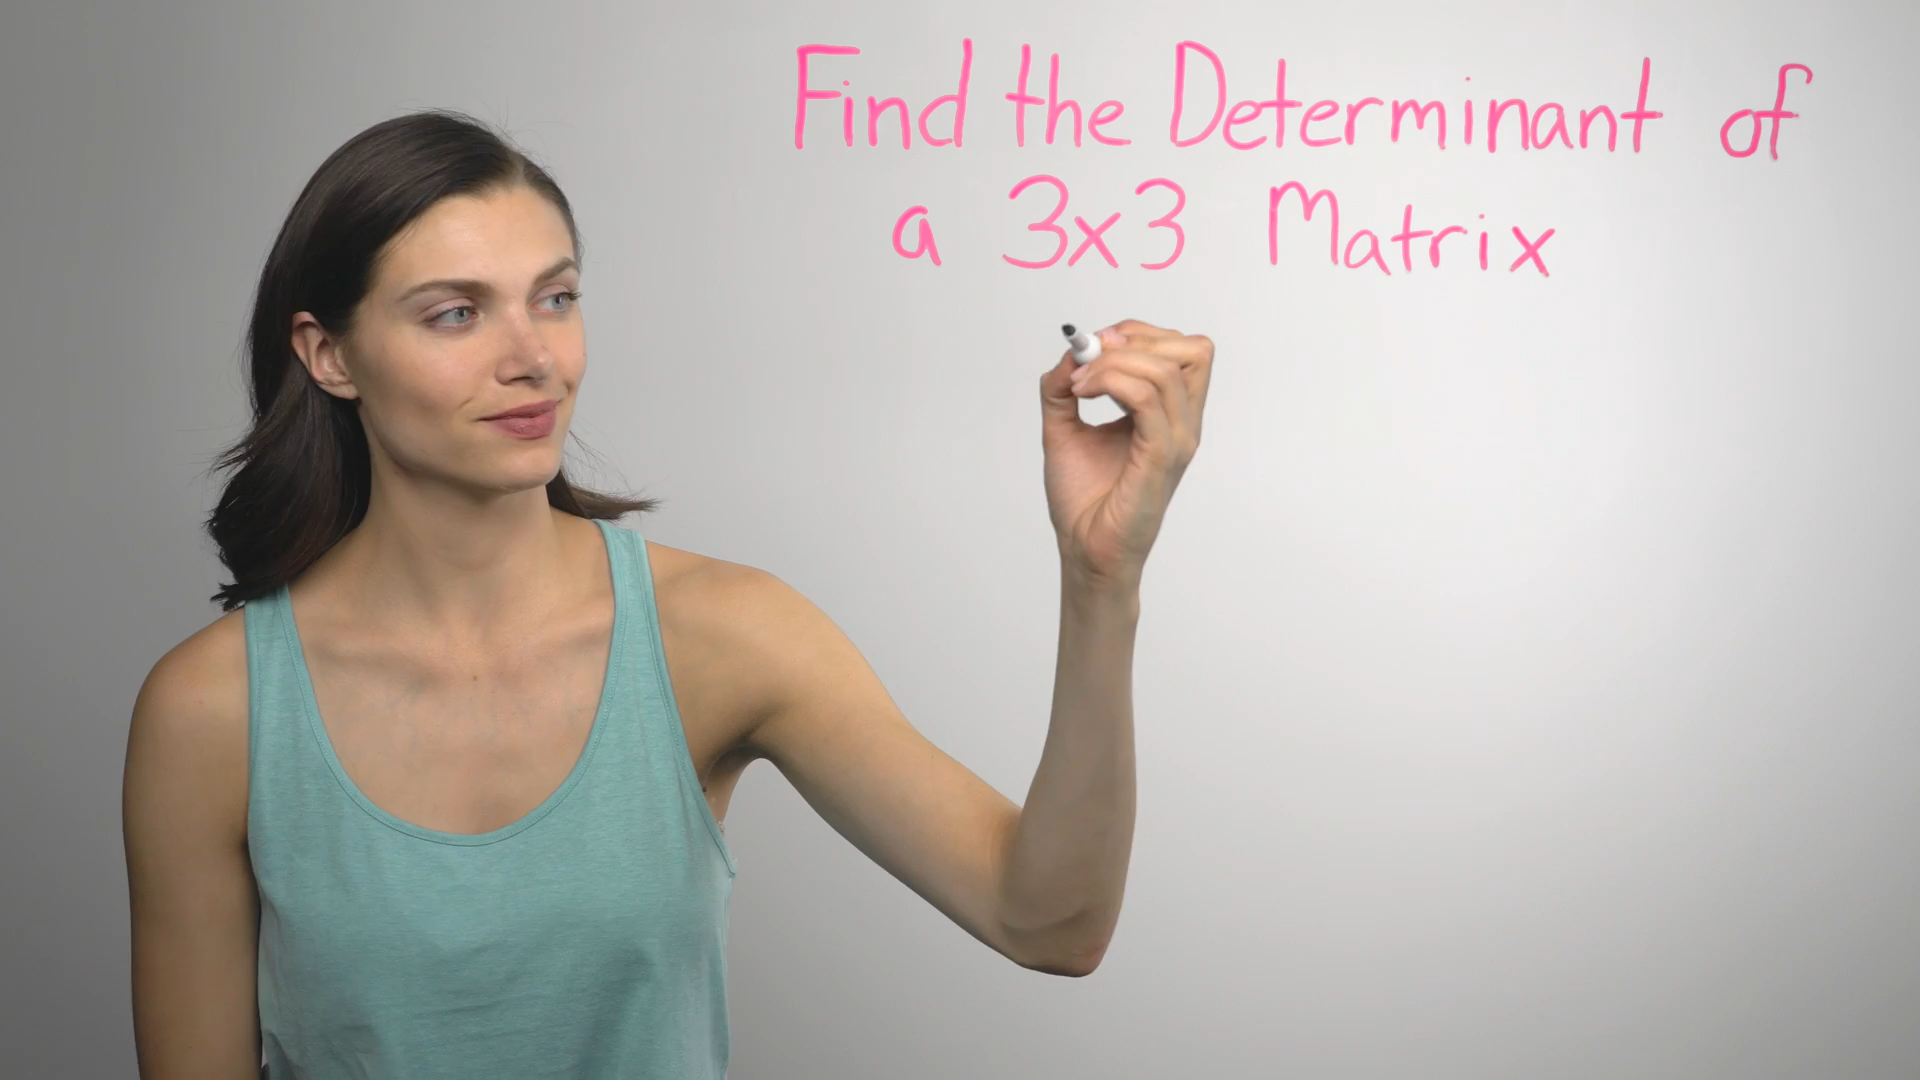 Find the Determinant of
a 3x3 Matrix